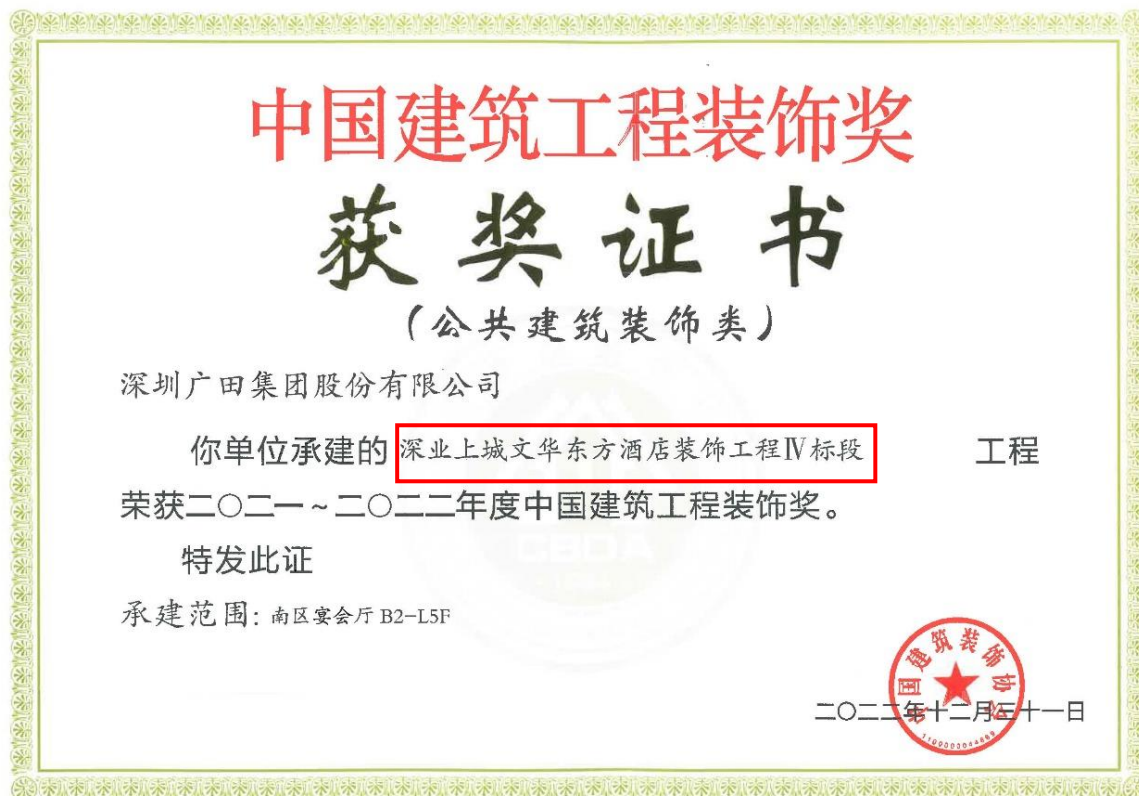 中国建筑工程装饰奖
获奖证书
(公共建筑装饰类)
深圳广田集团股份有限公司
你单位承建的 深业上城文华东方酒店装饰工程Ⅳ标段 工程
荣获二〇二一~二〇二二年度中国建筑工程装饰奖。
特发此证
CBDA
承建范围: 南区宴会厅 B2-L5F
中国建筑装饰协会
二〇二二年十二月三十一日